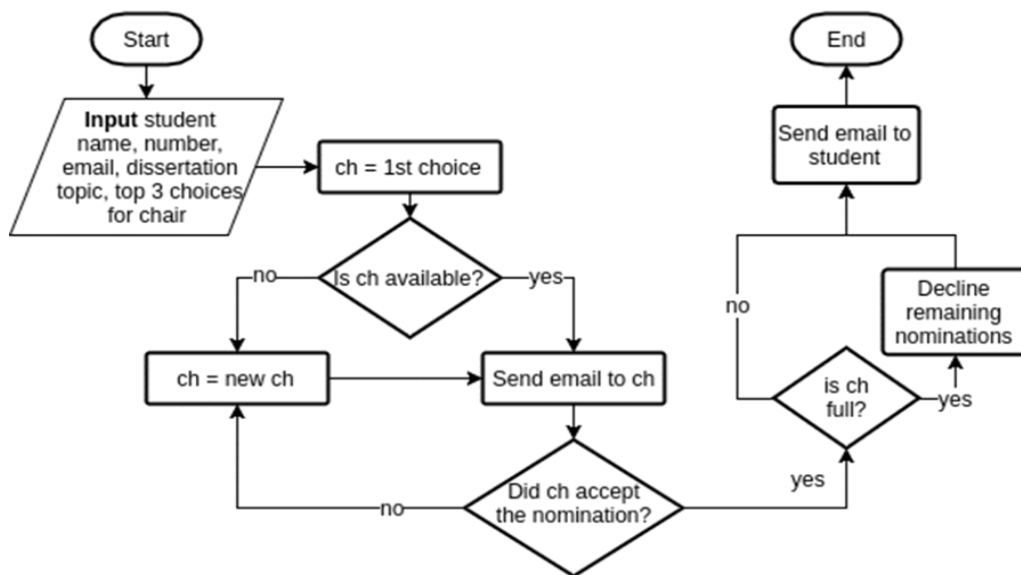 Start
Input student
name, number,
email, dissertation
topic, top 3 choices
for chair
ch = 1st choice
Is ch available?
no
yes
ch = new ch
Send email to ch
Did ch accept
the nomination?
no
yes
is ch
full?
no
yes
Decline
remaining
nominations
Send email to
student
End